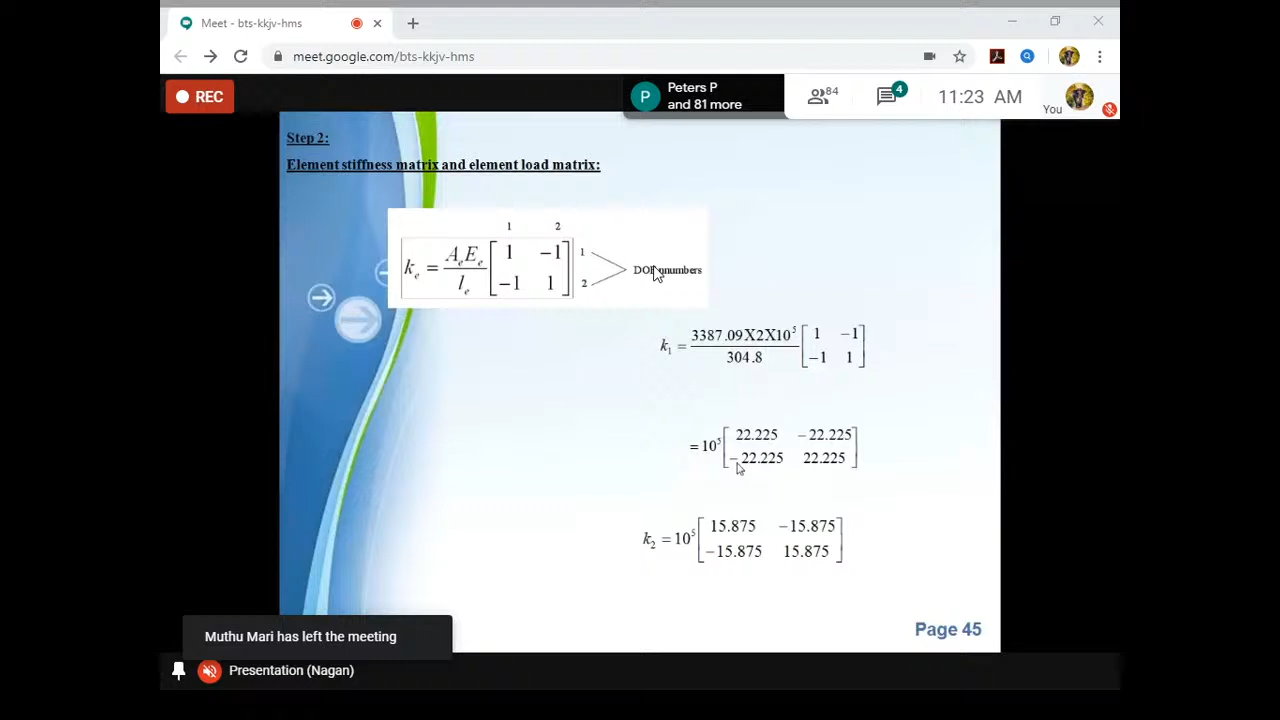 Meet - bts-kkjv-hms
meet.google.com/bts-kkjv-hms
REC
P
Peters P
and 81 more
84
4
11:23 AM
You
Step 2:
Element stiffness matrix and element load matrix:
1 2
k_e = A_e E_e / l_e [ 1 −1 ; −1 1 ] 1 2
DOF numbers
k_1 = 3387.09X2X10^5 / 304.8 [ 1 −1 ; −1 1 ]
= 10^5 [ 22.225 −22.225 ; −22.225 22.225 ]
k_2 = 10^5 [ 15.875 −15.875 ; −15.875 15.875 ]
Page 45
Muthu Mari has left the meeting
Presentation (Nagan)